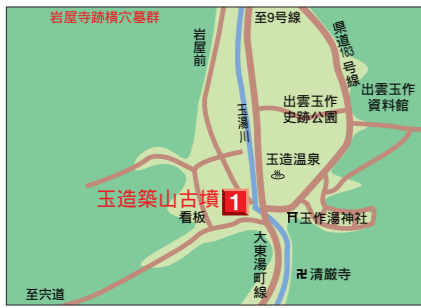 岩屋寺跡横穴墓群
岩屋前
至9号線
県道183号線
玉湯川
出雲玉作
史跡公園
出雲玉作
資料館
玉造温泉
玉造築山古墳
1
看板
玉作湯神社
大東湯町線
卍清厳寺
至宍道